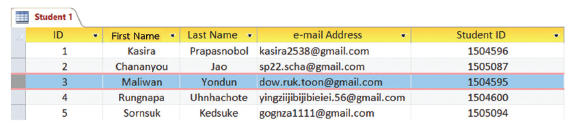 Student 1
ID First Name Last Name e-mail Address Student ID
1 Kasira Prapasnobol kasira2538@gmail.com 1504596
2 Chananyou Jao sp22.scha@gmail.com 1505087
3 Maliwan Yondun dow.ruk.toon@gmail.com 1504595
4 Rungnapa Uhnhachote yingziijibijibieiei.56@gmail.com 1504600
5 Sornsuk Kedsuke gognza1111@gmail.com 1505094